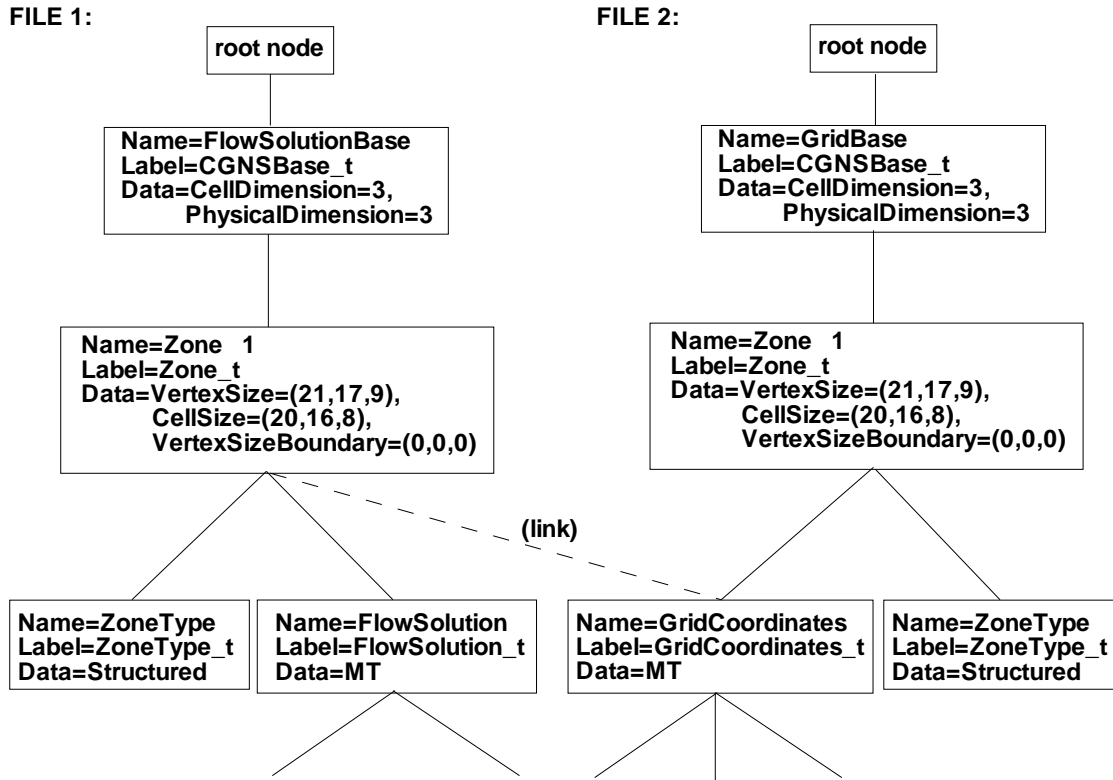 FILE 1:
root node
Name=FlowSolutionBase
Label=CGNSBase_t
Data=CellDimension=3,
PhysicalDimension=3
Name=Zone 1
Label=Zone_t
Data=VertexSize=(21,17,9),
CellSize=(20,16,8),
VertexSizeBoundary=(0,0,0)
(link)
Name=ZoneType
Label=ZoneType_t
Data=Structured
Name=FlowSolution
Label=FlowSolution_t
Data=MT
FILE 2:
root node
Name=GridBase
Label=CGNSBase_t
Data=CellDimension=3,
PhysicalDimension=3
Name=Zone 1
Label=Zone_t
Data=VertexSize=(21,17,9),
CellSize=(20,16,8),
VertexSizeBoundary=(0,0,0)
Name=GridCoordinates
Label=GridCoordinates_t
Data=MT
Name=ZoneType
Label=ZoneType_t
Data=Structured